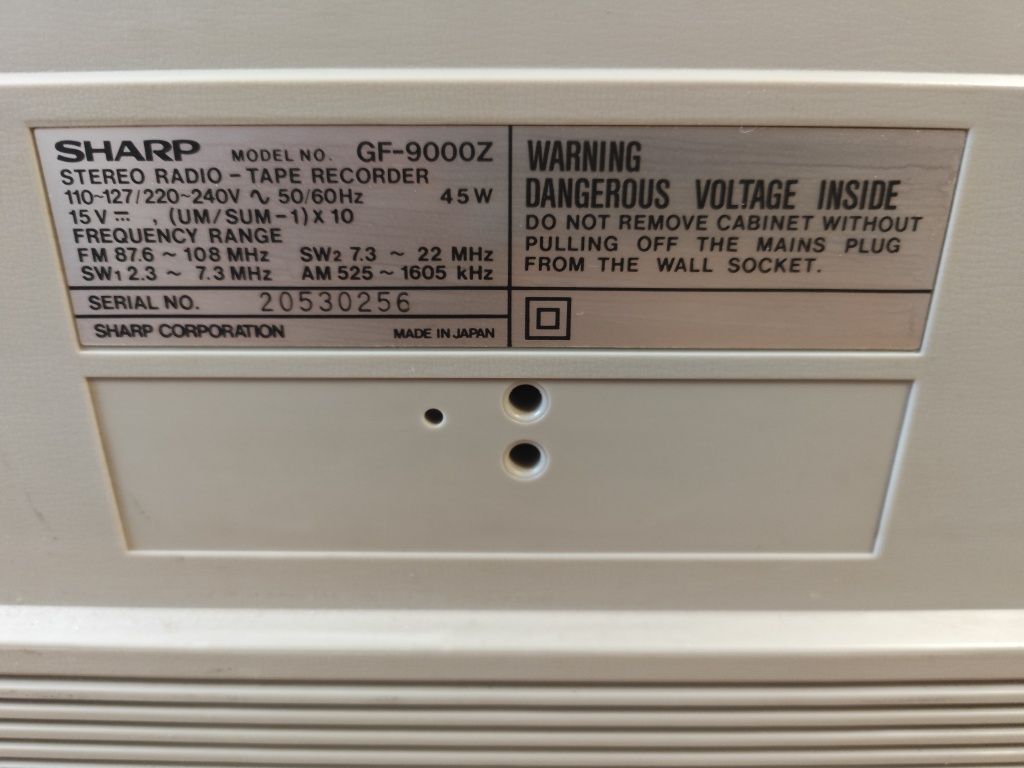 SHARP MODEL NO. GF-9000Z
STEREO RADIO - TAPE RECORDER
110~127/220~240V ∿ 50/60Hz 45W
15V ⎓ , (UM/SUM-1) X 10
FREQUENCY RANGE
FM 87.6 ~ 108 MHz SW2 7.3 ~ 22 MHz
SW1 2.3 ~ 7.3 MHz AM 525 ~ 1605 kHz
SERIAL NO. 20530256
SHARP CORPORATION MADE IN JAPAN
WARNING
DANGEROUS VOLTAGE INSIDE
DO NOT REMOVE CABINET WITHOUT
PULLING OFF THE MAINS PLUG
FROM THE WALL SOCKET.